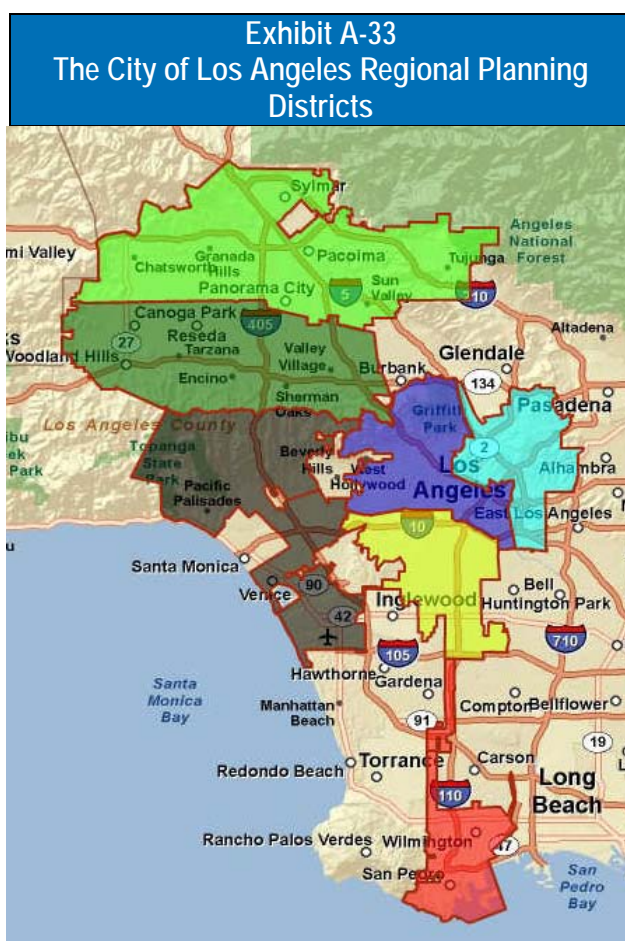 Exhibit A-33
The City of Los Angeles Regional Planning
Districts
Sylmar
Angeles
National
Forest
mi Valley
Granada
Hills
Pacoima
Chatsworth
Tujunga
Sun
Valley
Panorama City
5
210
Canoga Park
405
Altadena
Reseda
27
Tarzana
Valley
Village
Glendale
Woodland Hills
Burbank
134
Encino
Sherman
Oaks
Griffith
Park
Pasadena
Los Angeles County
Topanga
State
Park
Beverly
Hills
West
Hollywood
2
Los
Angeles
Alhambra
Pacific
Palisades
10
East Los Angeles
Santa Monica
90
Venice
Bell
42
Inglewood
Huntington Park
105
710
Hawthorne
Gardena
Santa
Monica
Bay
Manhattan
Beach
Compton
Bellflower
91
19
Redondo Beach
Torrance
Carson
Long
Beach
110
Rancho Palos Verdes
Wilmington
47
San Pedro
San
Pedro
Bay